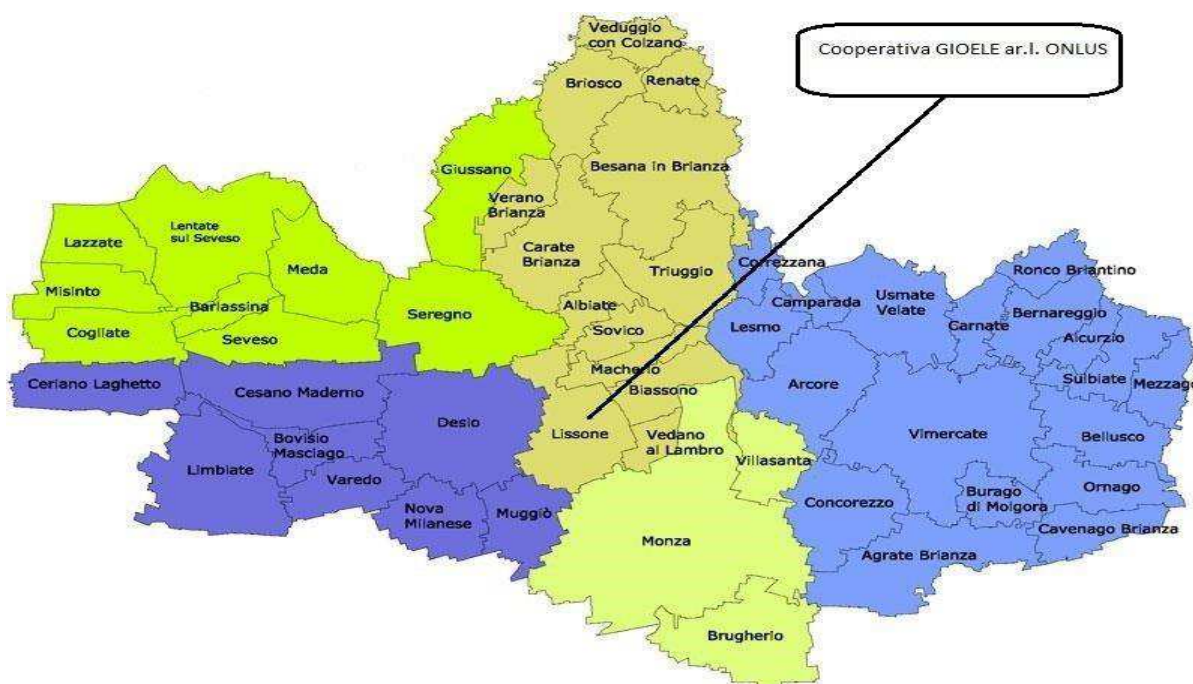 Veduggio
con Colzano
Cooperativa GIOELE ar.l. ONLUS
Briosco
Renate
Giussano
Besana in Brianza
Verano
Brianza
Lazzate
Lentate
sul Seveso
Meda
Carate
Brianza
Triuggio
Correzzana
Ronco Briantino
Misinto
Barlassina
Seregno
Albiate
Camparada
Usmate
Velate
Bernareggio
Carnate
Aicurzio
Cogliate
Seveso
Sovico
Lesmo
Macherio
Sulbiate
Mezzago
Ceriano Laghetto
Cesano Maderno
Biassono
Arcore
Desio
Lissone
Vedano
al Lambro
Vimercate
Bellusco
Limbiate
Bovisio
Masciago
Villasanta
Varedo
Concorezzo
Burago
di Molgora
Ornago
Nova
Milanese
Muggiò
Cavenago Brianza
Monza
Agrate Brianza
Brugherio